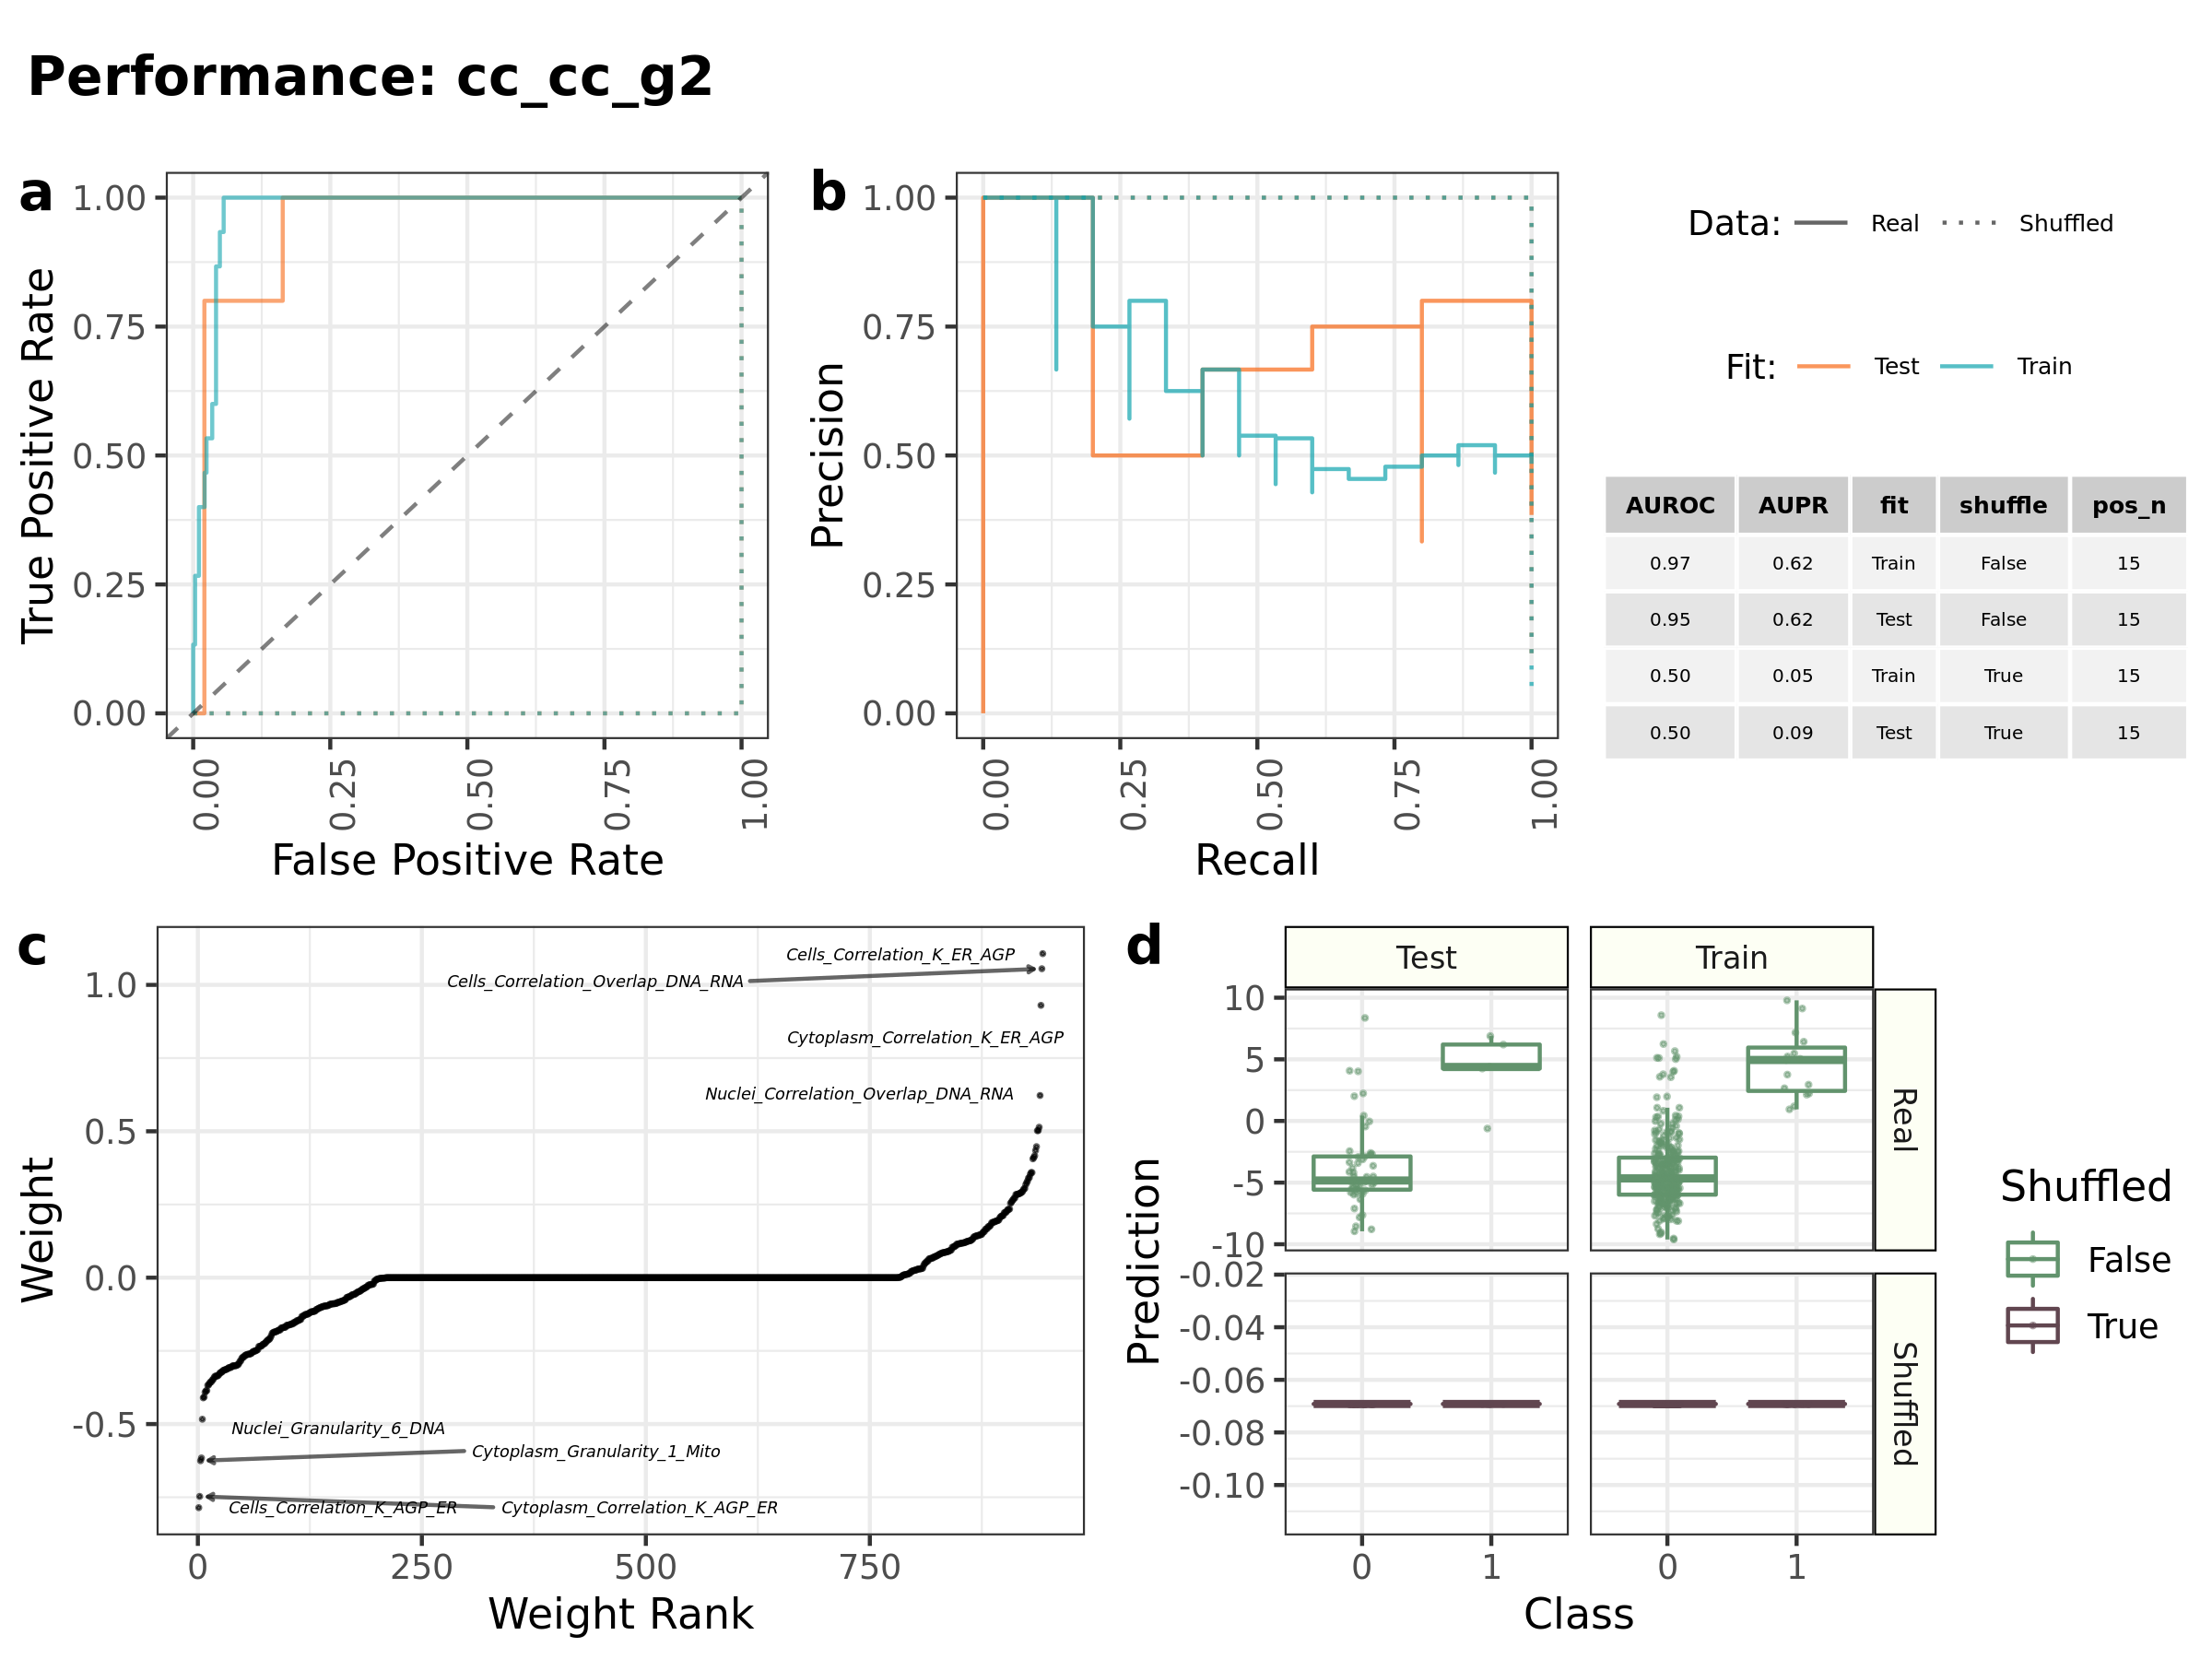 Performance: cc_cc_g2
a
1.00
0.75
0.50
0.25
0.00
True Positive Rate
0.00
0.25
0.50
0.75
1.00
False Positive Rate
b
1.00
0.75
0.50
0.25
0.00
Precision
0.00
0.25
0.50
0.75
1.00
Recall
Data: Real Shuffled
Fit: Test Train
AUROC AUPR fit shuffle pos_n
0.97 0.62 Train False 15
0.95 0.62 Test False 15
0.50 0.05 Train True 15
0.50 0.09 Test True 15
c
1.0
0.5
0.0
-0.5
Weight
Cells_Correlation_K_ER_AGP
Cells_Correlation_Overlap_DNA_RNA
Cytoplasm_Correlation_K_ER_AGP
Nuclei_Correlation_Overlap_DNA_RNA
Nuclei_Granularity_6_DNA
Cytoplasm_Granularity_1_Mito
Cells_Correlation_K_AGP_ER
Cytoplasm_Correlation_K_AGP_ER
0 250 500 750
Weight Rank
d
Test Train
10
5
0
-5
-10
Real
-0.02
-0.04
-0.06
-0.08
-0.10
Shuffled
Prediction
0 1 0 1
Class
Shuffled
False
True